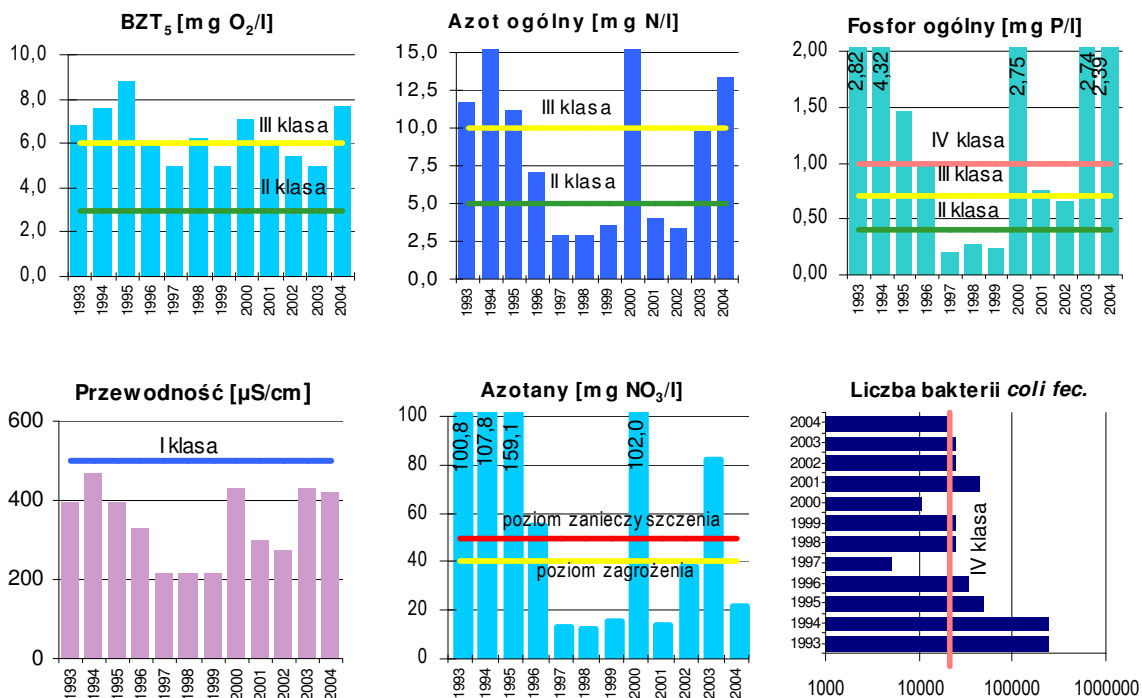 BZT₅ [mg O₂/l]
10,0
8,0
6,0
4,0
2,0
0,0
III klasa
II klasa
1993 1994 1995 1996 1997 1998 1999 2000 2001 2002 2003 2004
Azot ogólny [mg N/l]
15,0
12,5
10,0
7,5
5,0
2,5
0,0
III klasa
II klasa
1993 1994 1995 1996 1997 1998 1999 2000 2001 2002 2003 2004
Fosfor ogólny [mg P/l]
2,00
1,50
1,00
0,50
0,00
2,82
4,32
2,75
2,74
2,39
IV klasa
III klasa
II klasa
1993 1994 1995 1996 1997 1998 1999 2000 2001 2002 2003 2004
Przewodność [µS/cm]
600
400
200
0
I klasa
1993 1994 1995 1996 1997 1998 1999 2000 2001 2002 2003 2004
Azotany [mg NO₃/l]
100
80
60
40
20
0
100,8
107,8
159,1
102,0
poziom zanieczyszczenia
poziom zagrożenia
1993 1994 1995 1996 1997 1998 1999 2000 2001 2002 2003 2004
Liczba bakterii coli fec.
2004
2003
2002
2001
2000
1999
1998
1997
1996
1995
1994
1993
IV klasa
1000 10000 100000 1000000